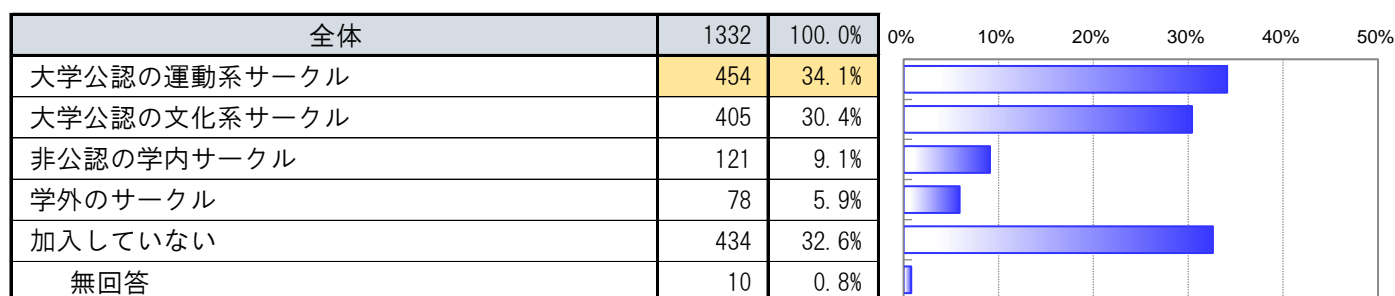 全体 1332 100.0% 0% 10% 20% 30% 40% 50%
大学公認の運動系サークル 454 34.1%
大学公認の文化系サークル 405 30.4%
非公認の学内サークル 121 9.1%
学外のサークル 78 5.9%
加入していない 434 32.6%
無回答 10 0.8%